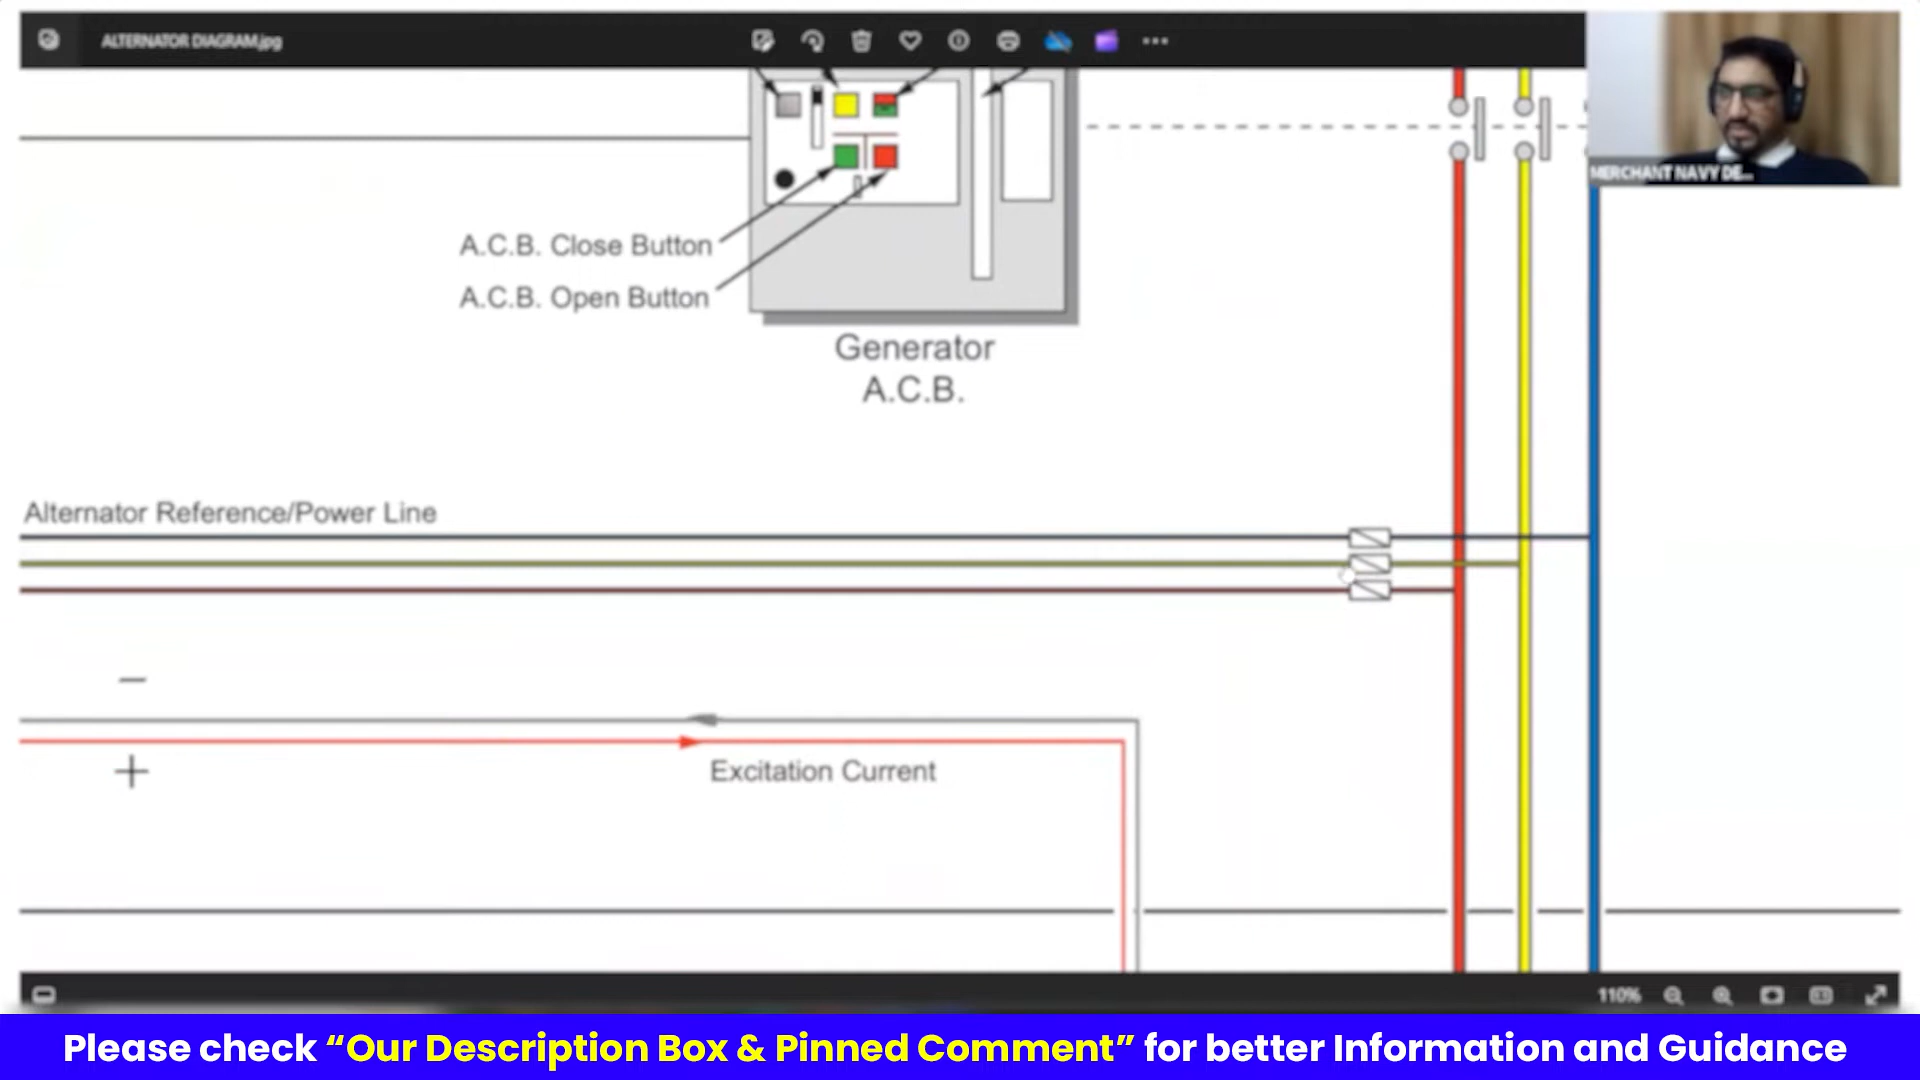 ALTERNATOR DIAGRAM.jpg
MERCHANT NAVY DE...
A.C.B. Close Button
A.C.B. Open Button
Generator
A.C.B.
Alternator Reference/Power Line
−
+
Excitation Current
110%
Please check “Our Description Box & Pinned Comment” for better Information and Guidance